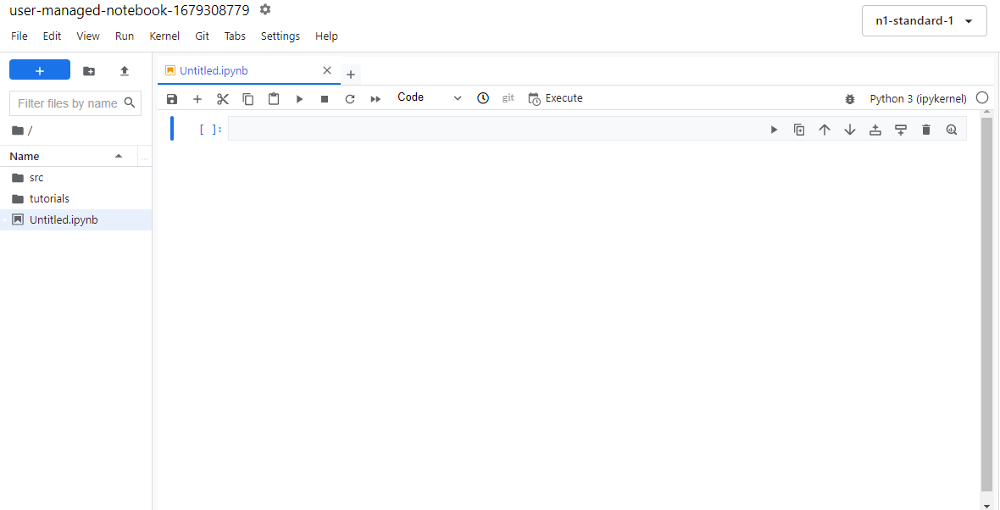 user-managed-notebook-1679308779
n1-standard-1
File Edit View Run Kernel Git Tabs Settings Help
+
Filter files by name
/
Name
...
src
tutorials
Untitled.ipynb
Untitled.ipynb
Code git Execute Python 3 (ipykernel)
[ ]: